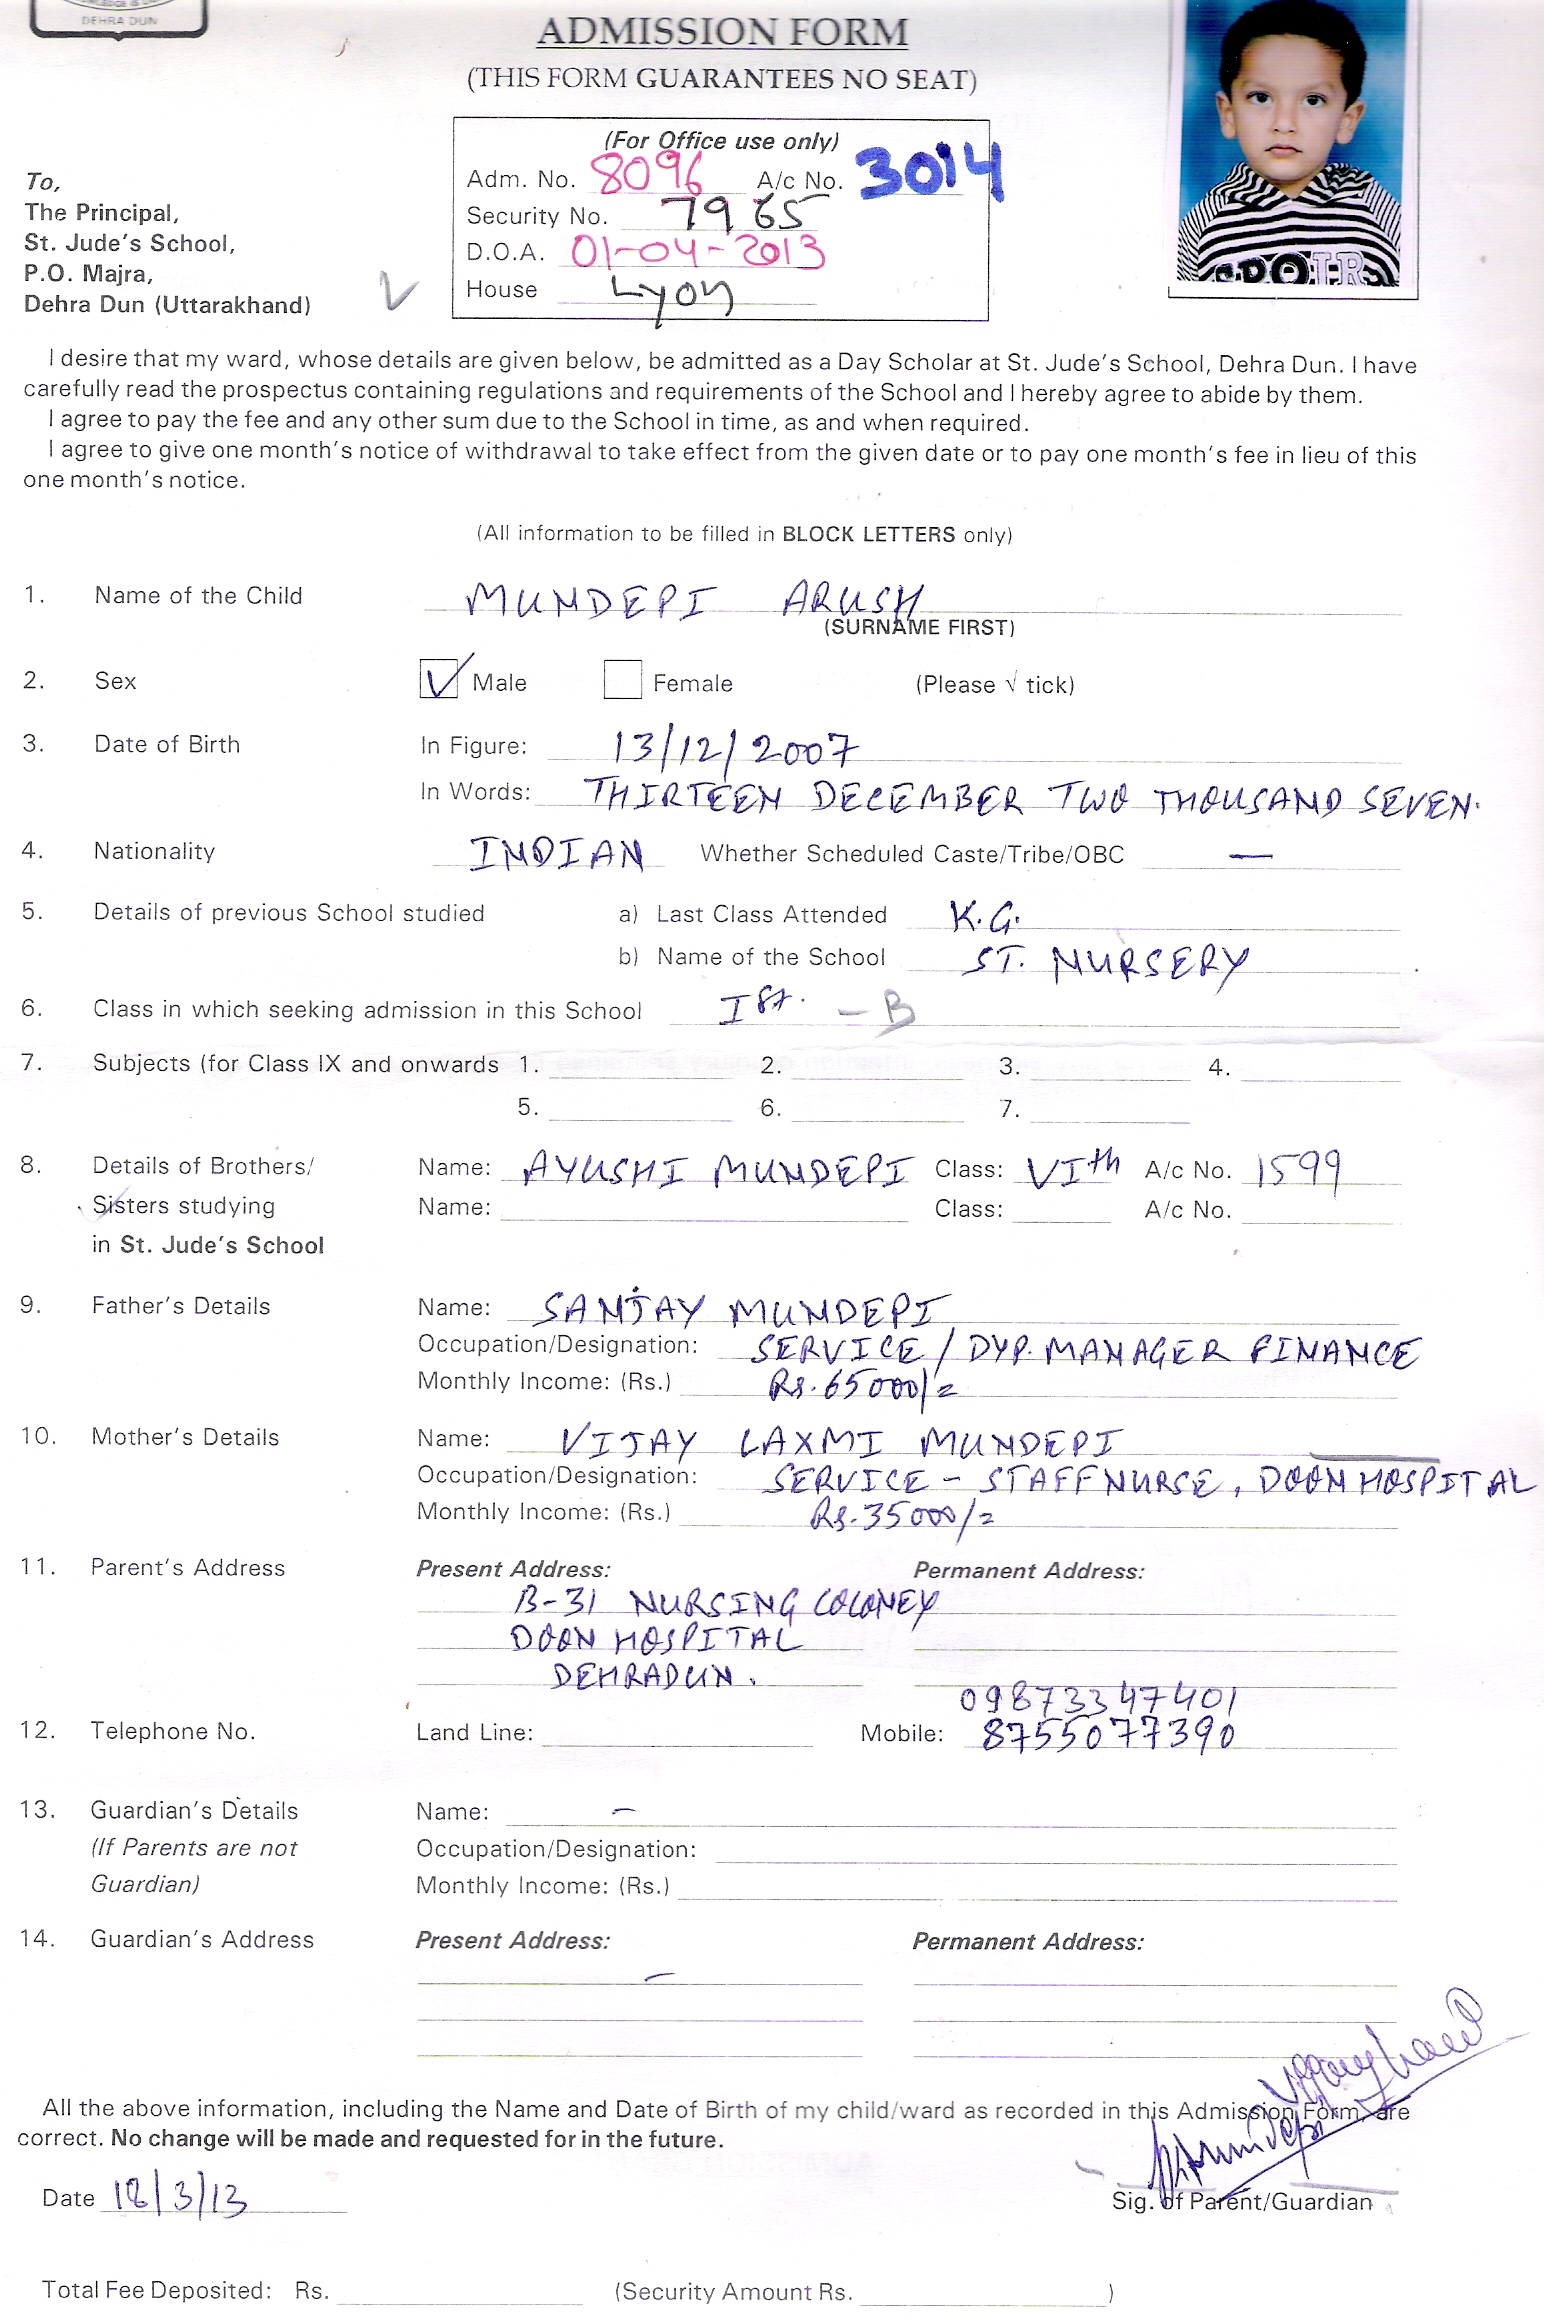 DEHRA DUN
ADMISSION FORM
(THIS FORM GUARANTEES NO SEAT)
(For Office use only)
Adm. No. 8096 A/c No. 3014
Security No. 7965
D.O.A. 01-04-2013
House Lyon
To,
The Principal,
St. Jude's School,
P.O. Majra,
Dehra Dun (Uttarakhand)
I desire that my ward, whose details are given below, be admitted as a Day Scholar at St. Jude's School, Dehra Dun. I have
carefully read the prospectus containing regulations and requirements of the School and I hereby agree to abide by them.
I agree to pay the fee and any other sum due to the School in time, as and when required.
I agree to give one month's notice of withdrawal to take effect from the given date or to pay one month's fee in lieu of this
one month's notice.
(All information to be filled in BLOCK LETTERS only)
1. Name of the Child MUNDEPI ARUSH
(SURNAME FIRST)
2. Sex ✓ Male Female (Please √ tick)
3. Date of Birth In Figure: 13/12/2007
In Words: THIRTEEN DECEMBER TWO THOUSAND SEVEN.
4. Nationality INDIAN Whether Scheduled Caste/Tribe/OBC —
5. Details of previous School studied a) Last Class Attended K.G.
b) Name of the School ST. NURSERY
6. Class in which seeking admission in this School Ist. - B
7. Subjects (for Class IX and onwards 1. 2. 3. 4.
5. 6. 7.
8. Details of Brothers/ Name: AYUSHI MUNDEPI Class: VIth A/c No. 1599
Sisters studying Name: Class: A/c No.
in St. Jude's School
9. Father's Details Name: SANJAY MUNDEPI
Occupation/Designation: SERVICE / DYP. MANAGER FINANCE
Monthly Income: (Rs.) Rs. 65000/=
10. Mother's Details Name: VIJAY LAXMI MUNDEPI
Occupation/Designation: SERVICE - STAFF NURSE, DOON HOSPITAL
Monthly Income: (Rs.) Rs. 35000/=
11. Parent's Address Present Address: Permanent Address:
B-31 NURSING COLONEY
DOON HOSPITAL
DEHRADUN.
09873347401
12. Telephone No. Land Line: Mobile: 8755077390
13. Guardian's Details Name: –
(If Parents are not Occupation/Designation:
Guardian) Monthly Income: (Rs.)
14. Guardian's Address Present Address: Permanent Address:
–
All the above information, including the Name and Date of Birth of my child/ward as recorded in this Admission Form, are
correct. No change will be made and requested for in the future.
Date 18/3/13 Sig. of Parent/Guardian
Total Fee Deposited: Rs. (Security Amount Rs. )